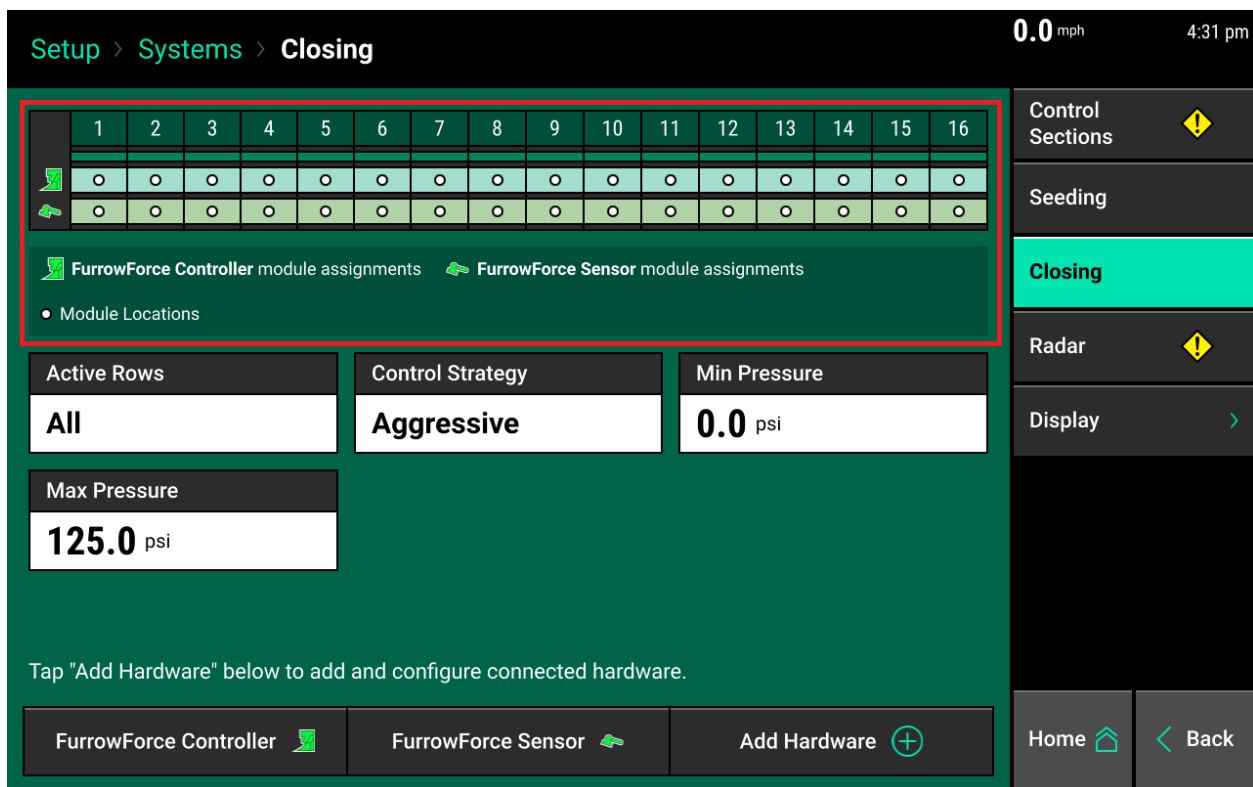 Setup > Systems > Closing
0.0 mph
4:31 pm
1 2 3 4 5 6 7 8 9 10 11 12 13 14 15 16
FurrowForce Controller module assignments
FurrowForce Sensor module assignments
Module Locations
Active Rows
All
Control Strategy
Aggressive
Min Pressure
0.0 psi
Max Pressure
125.0 psi
Tap "Add Hardware" below to add and configure connected hardware.
FurrowForce Controller
FurrowForce Sensor
Add Hardware
Control
Sections
Seeding
Closing
Radar
Display
Home
Back